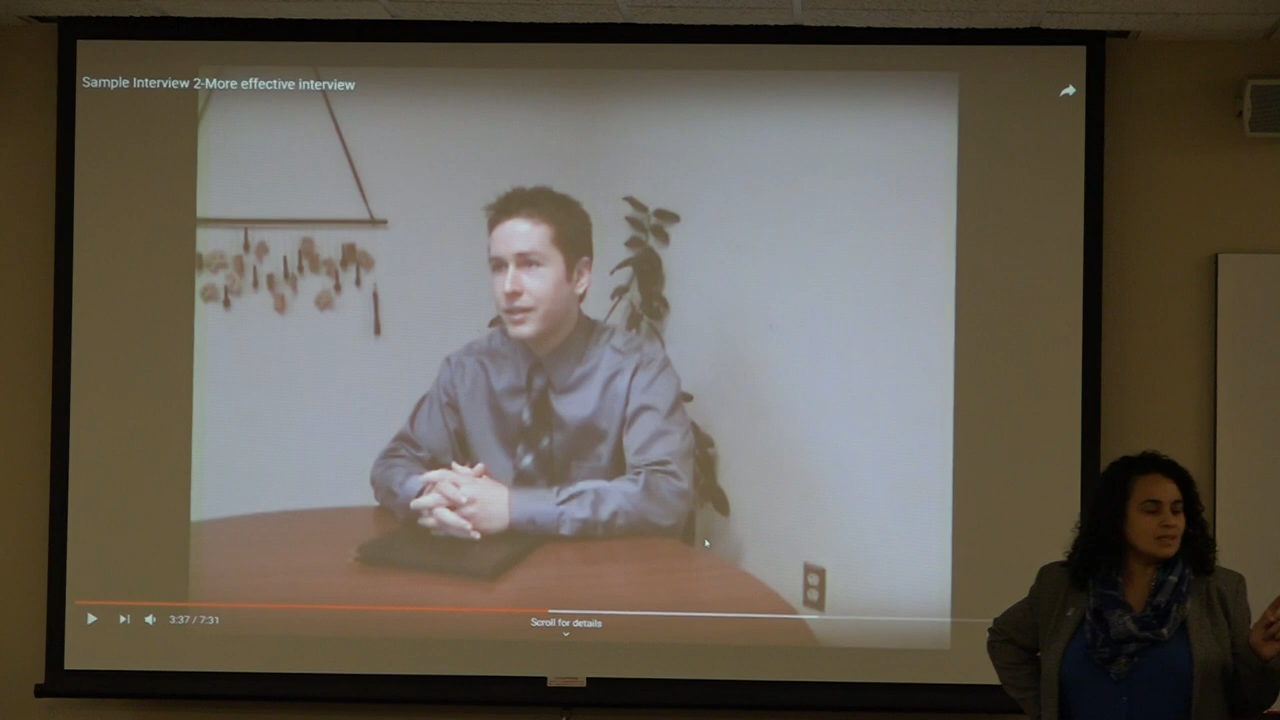 Sample Interview 2-More effective interview
3:37 / 7:31
Scroll for details